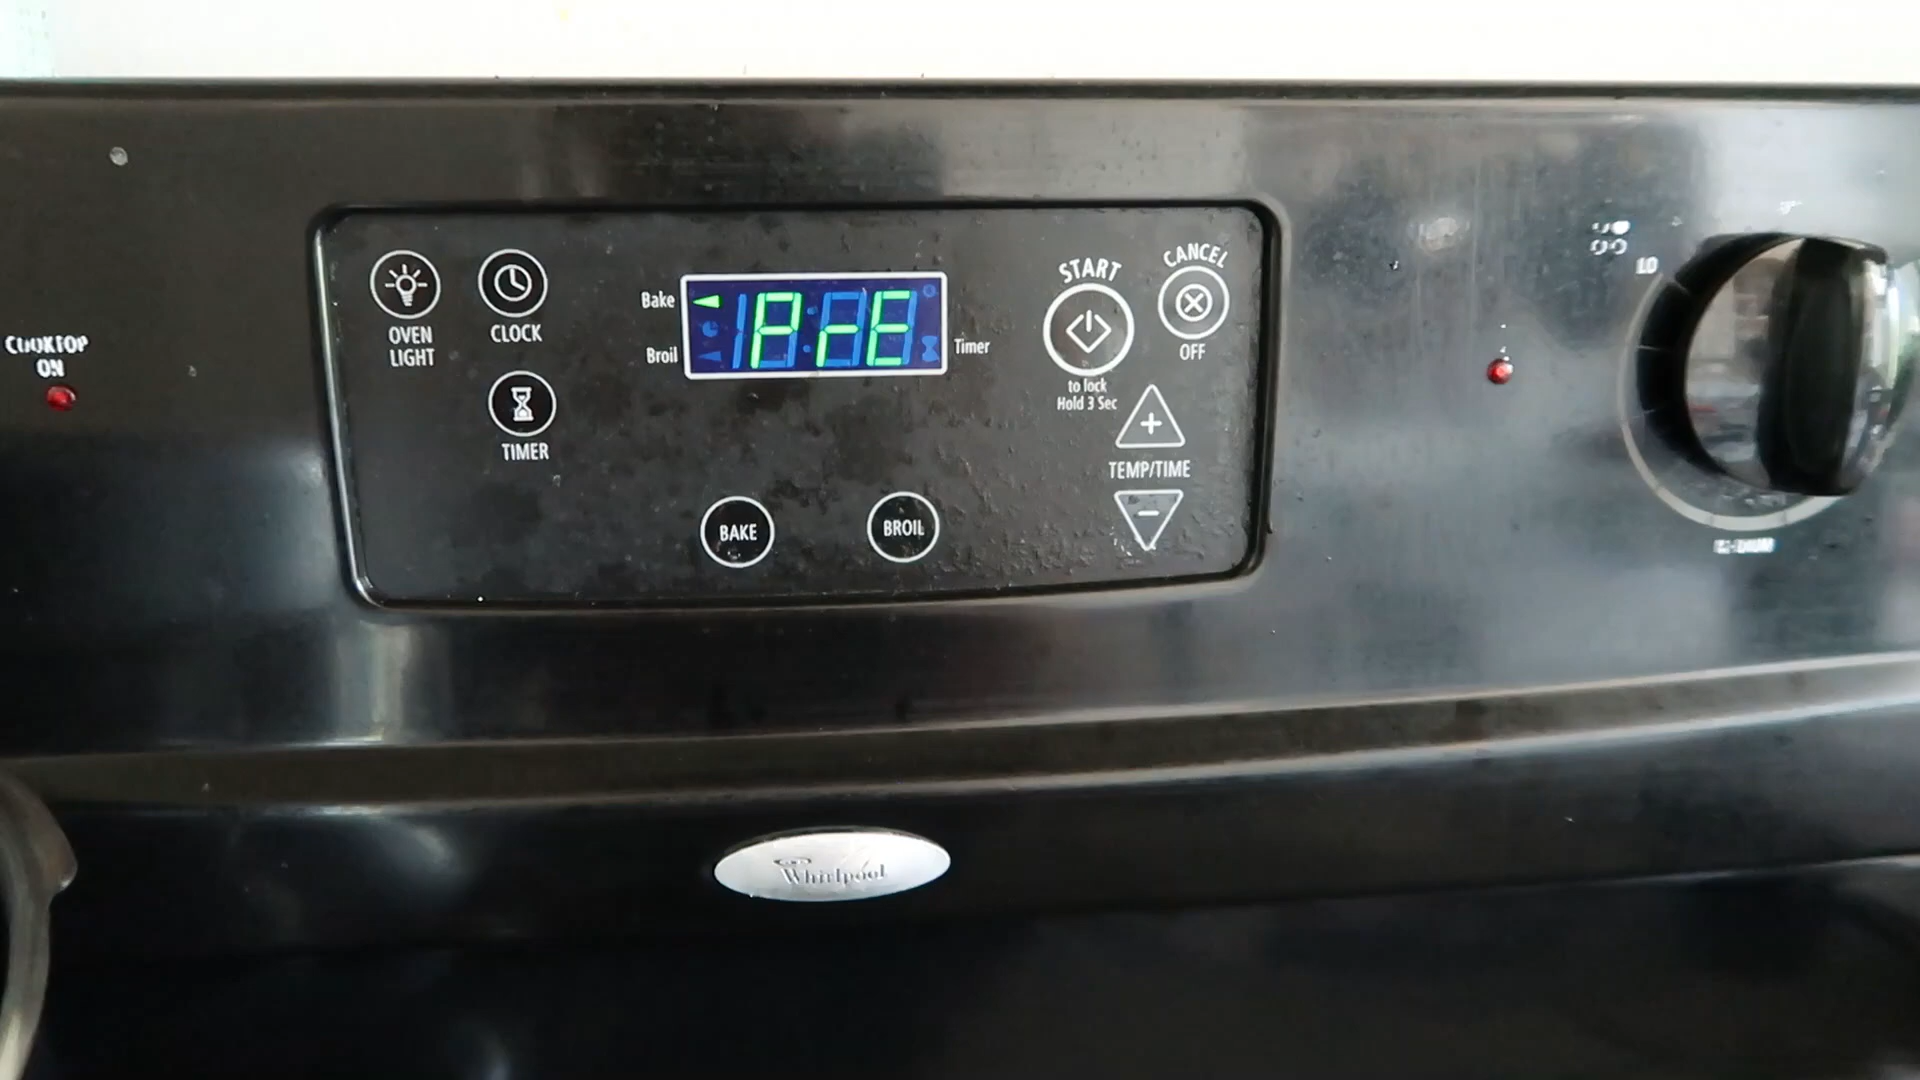 COOKTOP
ON
OVEN
LIGHT
CLOCK
TIMER
Bake
Broil
PrE
Timer
START
to lock
Hold 3 Sec
CANCEL
OFF
+
TEMP/TIME
-
BAKE
BROIL
LO
MEDIUM
Whirlpool